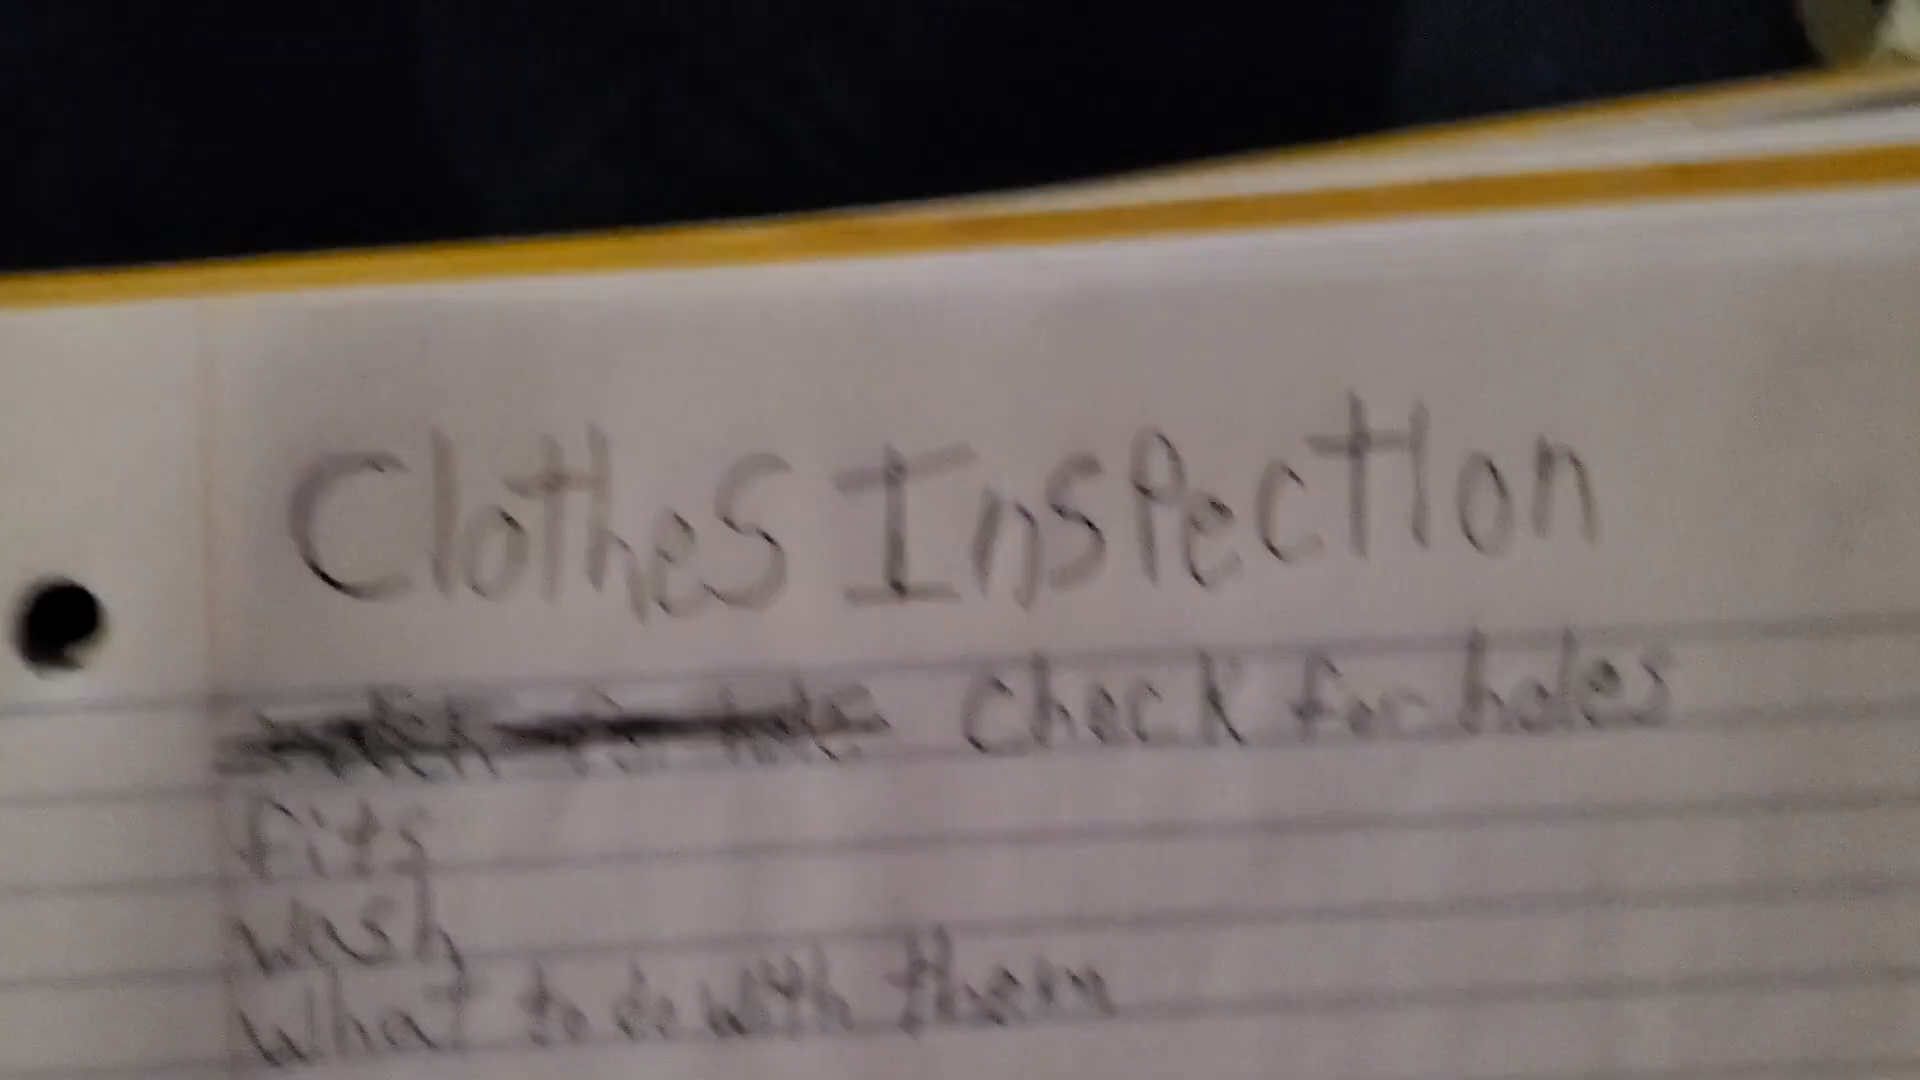 Clothes Inspection
Check for holes
fits
wash
What to do with them